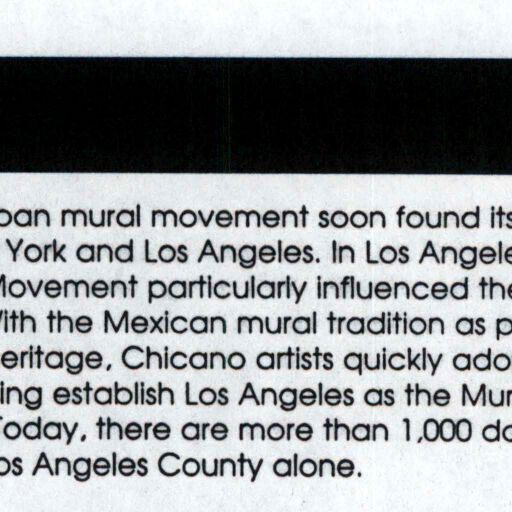 ban mural movement soon found its
York and Los Angeles. In Los Angele
Movement particularly influenced the
With the Mexican mural tradition as p
eritage, Chicano artists quickly ado
ing establish Los Angeles as the Mur
Today, there are more than 1,000 do
os Angeles County alone.